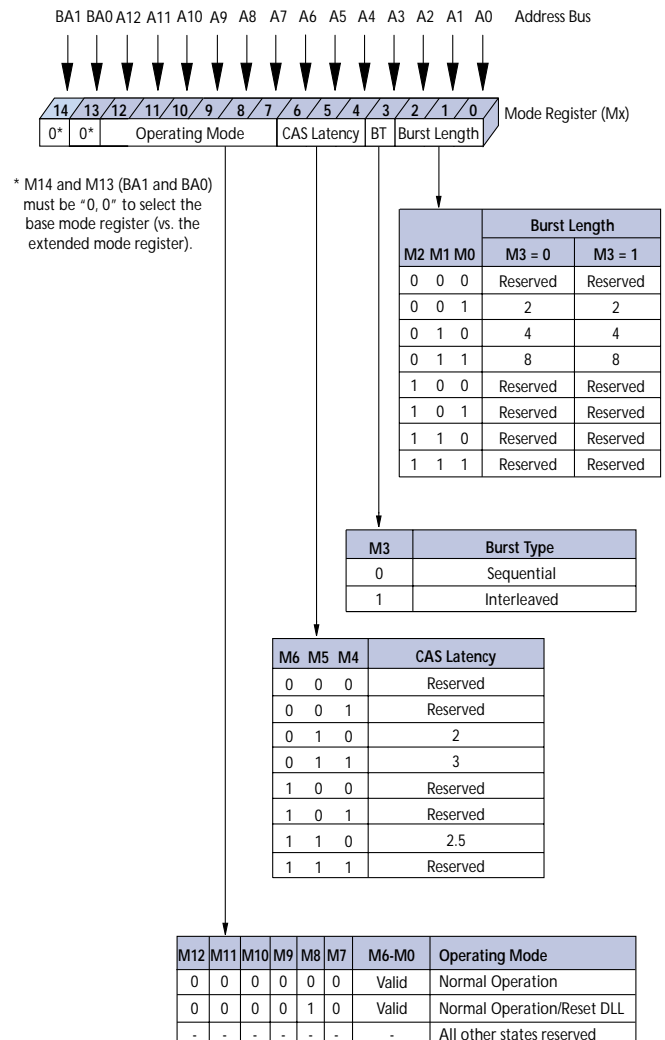 BA1 BA0 A12 A11 A10 A9 A8 A7 A6 A5 A4 A3 A2 A1 A0 Address Bus
14 13 12 11 10 9 8 7 6 5 4 3 2 1 0 Mode Register (Mx)
0* 0* Operating Mode CAS Latency BT Burst Length
* M14 and M13 (BA1 and BA0)
must be "0, 0" to select the
base mode register (vs. the
extended mode register).
Burst Length
M2 M1 M0 M3 = 0 M3 = 1
0 0 0 Reserved Reserved
0 0 1 2 2
0 1 0 4 4
0 1 1 8 8
1 0 0 Reserved Reserved
1 0 1 Reserved Reserved
1 1 0 Reserved Reserved
1 1 1 Reserved Reserved
M3 Burst Type
0 Sequential
1 Interleaved
M6 M5 M4 CAS Latency
0 0 0 Reserved
0 0 1 Reserved
0 1 0 2
0 1 1 3
1 0 0 Reserved
1 0 1 Reserved
1 1 0 2.5
1 1 1 Reserved
M12 M11 M10 M9 M8 M7 M6-M0 Operating Mode
0 0 0 0 0 0 Valid Normal Operation
0 0 0 0 1 0 Valid Normal Operation/Reset DLL
- - - - - - - All other states reserved